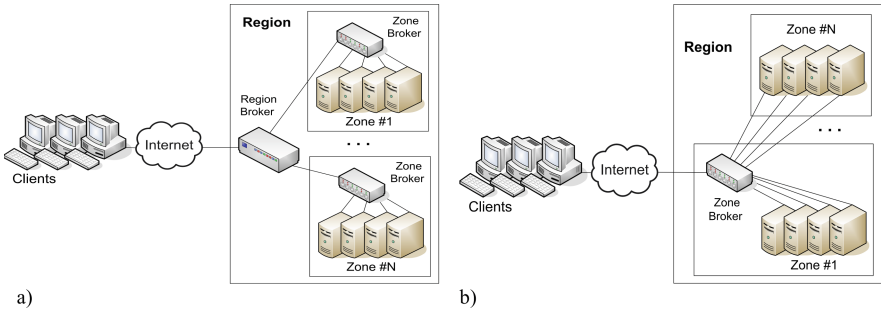 Region
Zone
Broker
Region
Broker
Zone #1
. . .
Internet
Clients
Zone
Broker
Zone #N
a)
Region
Zone #N
. . .
Internet
Clients
Zone
Broker
Zone #1
b)